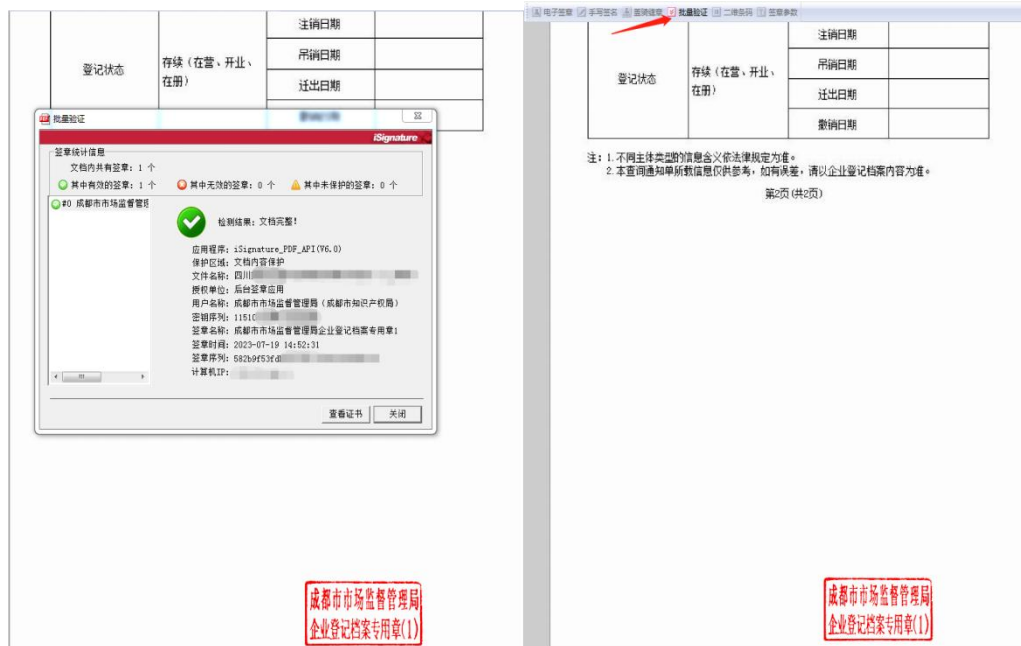 注销日期
登记状态
存续（在营、开业、
在册）
吊销日期
迁出日期
批量验证
iSignature
签章统计信息
文档内共有签章：1 个
其中有效的签章：1 个
其中无效的签章：0 个
其中未保护的签章：0 个
#0 成都市市场监督管理
检测结果：文档完整！
应用程序：iSignature_PDF_API(V6.0)
保护区域：文档内容保护
文件名称：四川
授权单位：后台签章应用
用户名称：成都市市场监督管理局（成都市知识产权局）
密钥序列：1151
签章名称：成都市市场监督管理局企业登记档案专用章1
签章时间：2023-07-19 14:52:31
签章序列：582b9f53fd
计算机IP：
查看证书
关闭
成都市市场监督管理局
企业登记档案专用章(1)
电子签章 手写签名 批量验证 二维条码 签章参数
注销日期
登记状态
存续（在营、开业、
在册）
吊销日期
迁出日期
撤销日期
注：1.不同主体类型的信息含义依法律规定为准。
2.本查询通知单所载信息仅供参考，如有误差，请以企业登记档案内容为准。
第2页(共2页)
成都市市场监督管理局
企业登记档案专用章(1)